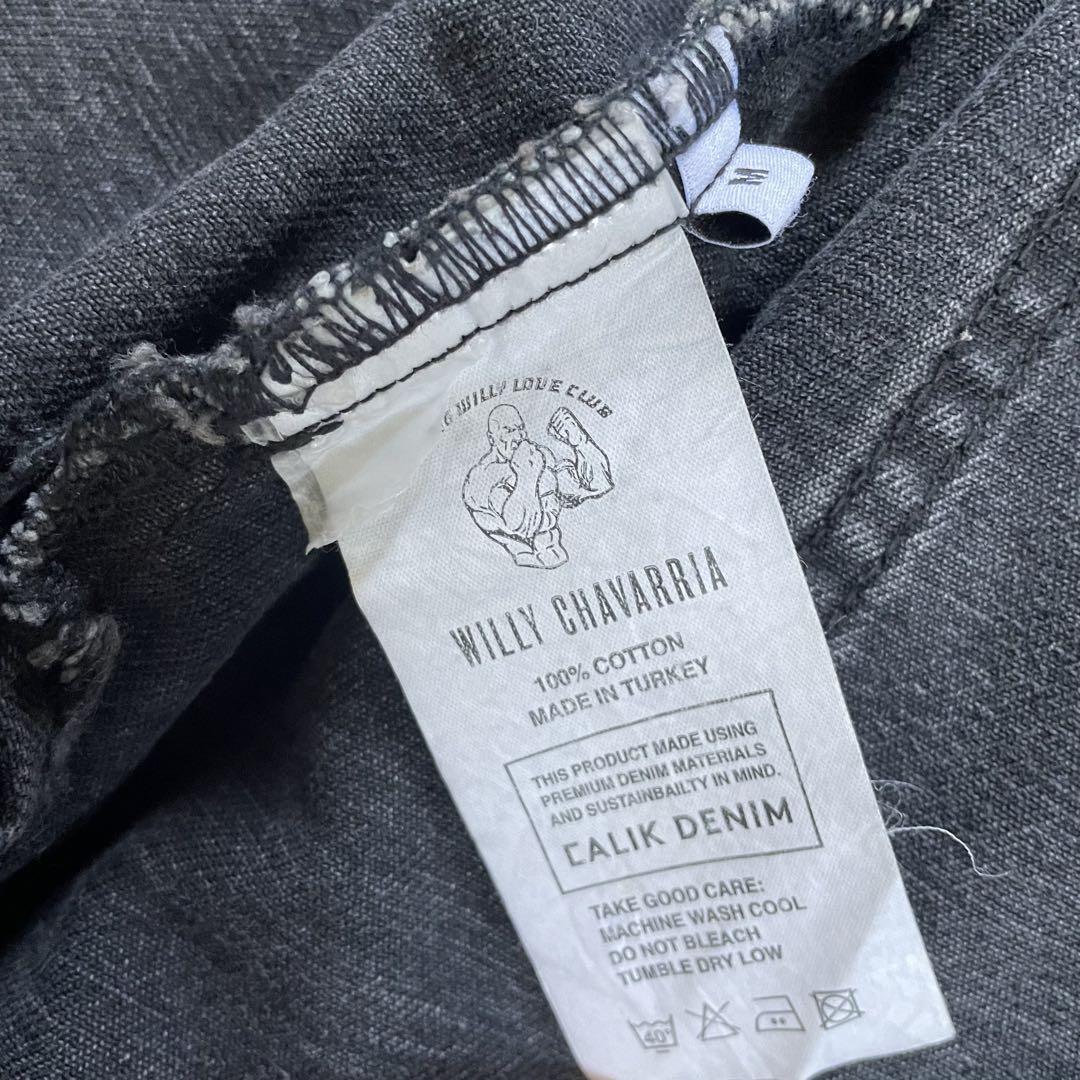 M
WILLY LOVE CLUB
WILLY CHAVARRIA
100% COTTON
MADE IN TURKEY
THIS PRODUCT MADE USING
PREMIUM DENIM MATERIALS
AND SUSTAINBAILTY IN MIND.
CALIK DENIM
TAKE GOOD CARE:
MACHINE WASH COOL
DO NOT BLEACH
TUMBLE DRY LOW
40°